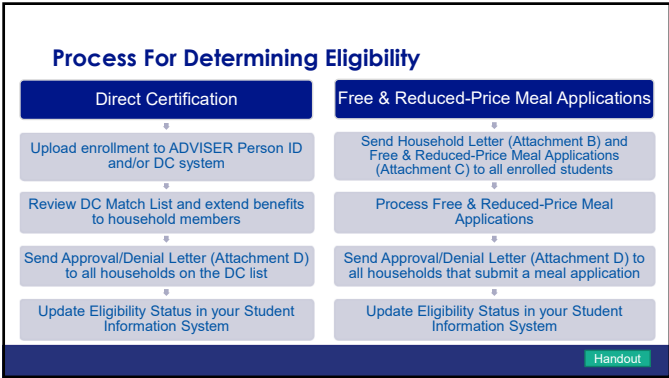 Process For Determining Eligibility
Direct Certification
Upload enrollment to ADVISER Person ID
and/or DC system
Review DC Match List and extend benefits
to household members
Send Approval/Denial Letter (Attachment D)
to all households on the DC list
Update Eligibility Status in your Student
Information System
Free & Reduced-Price Meal Applications
Send Household Letter (Attachment B) and
Free & Reduced-Price Meal Applications
(Attachment C) to all enrolled students
Process Free & Reduced-Price Meal
Applications
Send Approval/Denial Letter (Attachment D) to
all households that submit a meal application
Update Eligibility Status in your Student
Information System
Handout